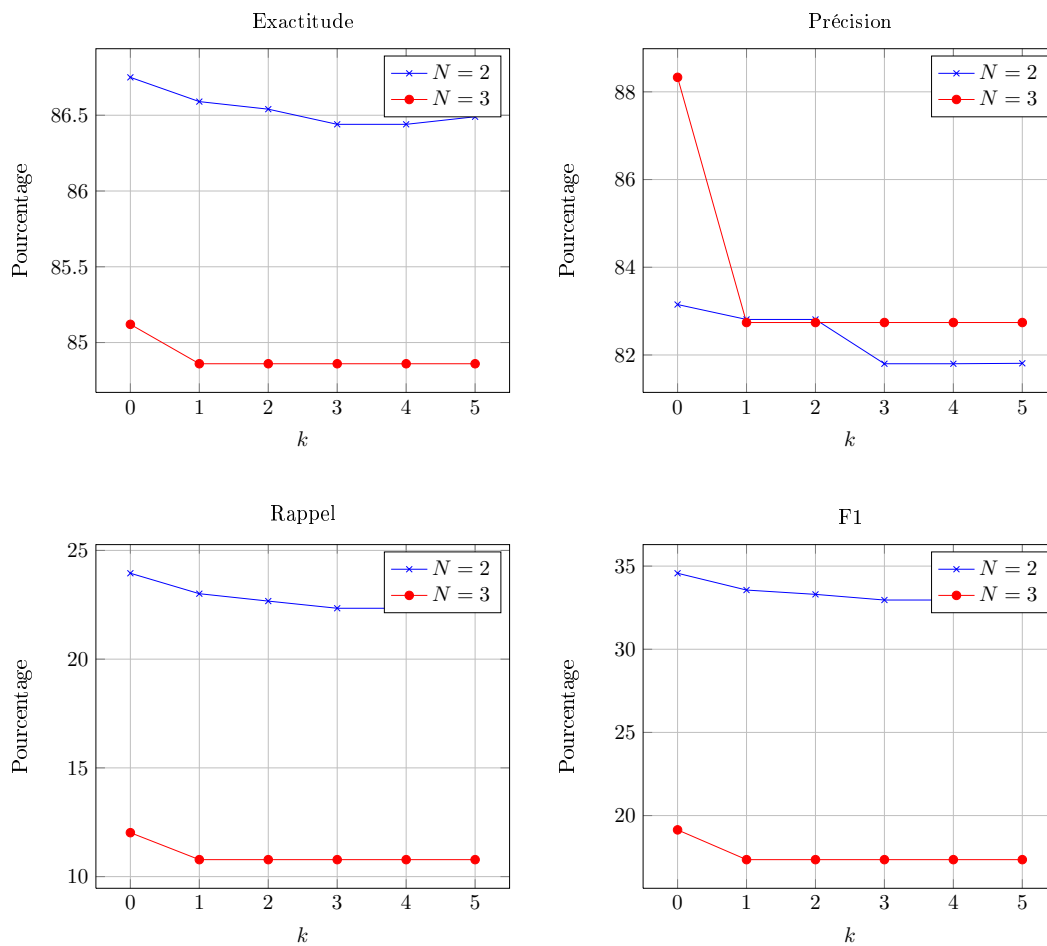 Exactitude
N = 2
N = 3
86.5
86
85.5
85
Pourcentage
0 1 2 3 4 5
k
Précision
N = 2
N = 3
88
86
84
82
Pourcentage
0 1 2 3 4 5
k
Rappel
N = 2
N = 3
25
20
15
10
Pourcentage
0 1 2 3 4 5
k
F1
N = 2
N = 3
35
30
25
20
Pourcentage
0 1 2 3 4 5
k